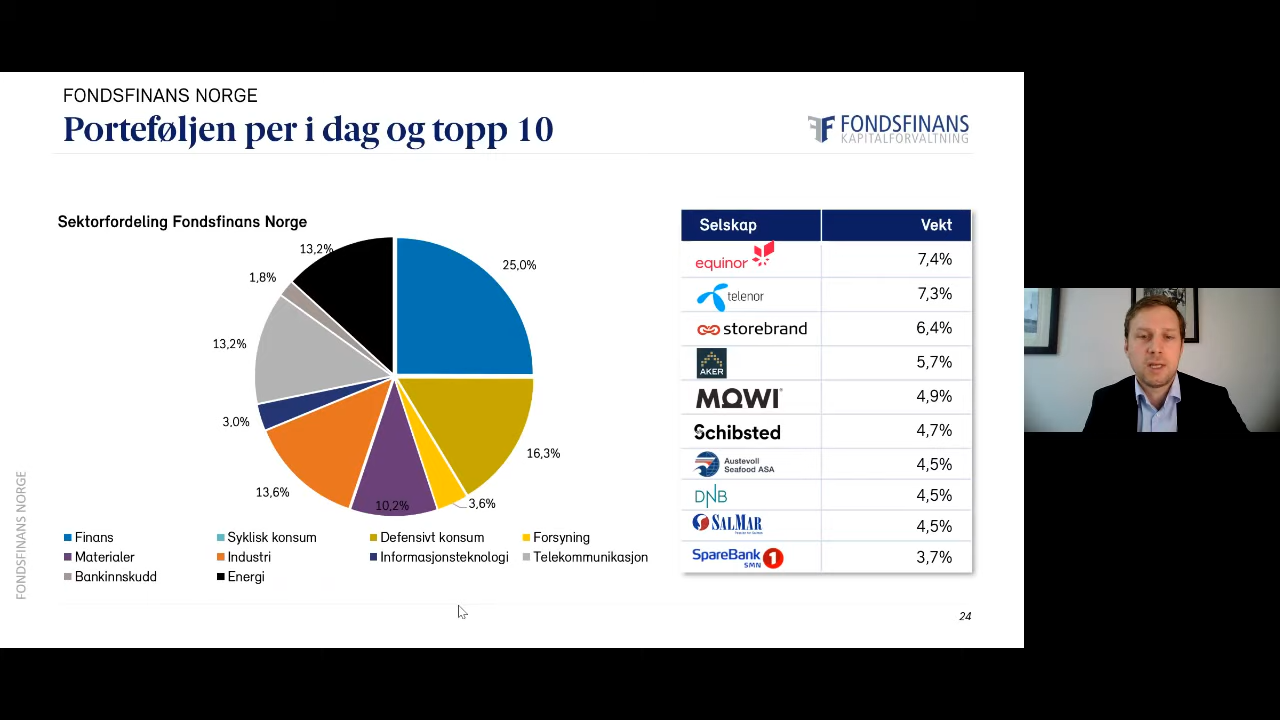 FONDSFINANS NORGE
Porteføljen per i dag og topp 10
FONDSFINANS
KAPITALFORVALTNING
Sektorfordeling Fondsfinans Norge
13,2%
25,0%
1,8%
13,2%
3,0%
16,3%
13,6%
10,2%
3,6%
Finans
Syklisk konsum
Defensivt konsum
Forsyning
Materialer
Industri
Informasjonsteknologi
Telekommunikasjon
Bankinnskudd
Energi
Selskap Vekt
equinor 7,4%
telenor 7,3%
storebrand 6,4%
AKER 5,7%
MOWI 4,9%
Schibsted 4,7%
Austevoll
Seafood ASA 4,5%
DNB 4,5%
SALMAR 4,5%
SpareBank 1
SMN 3,7%
FONDSFINANS NORGE
24